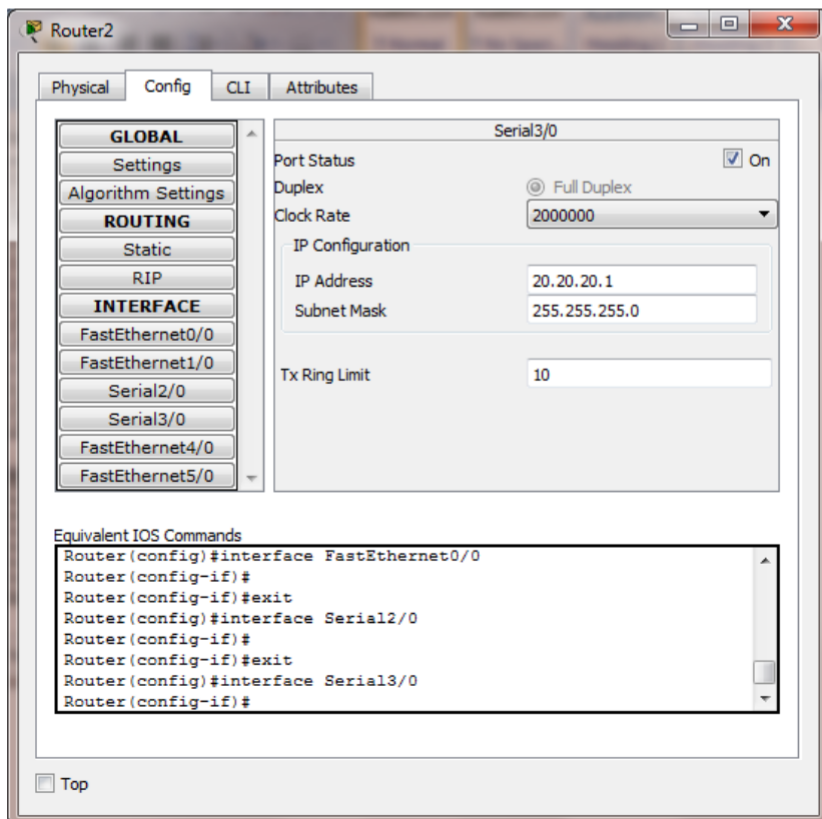 Router2
Physical
Config
CLI
Attributes
GLOBAL
Settings
Algorithm Settings
ROUTING
Static
RIP
INTERFACE
FastEthernet0/0
FastEthernet1/0
Serial2/0
Serial3/0
FastEthernet4/0
FastEthernet5/0
Serial3/0
Port Status
On
Duplex
Full Duplex
Clock Rate
2000000
IP Configuration
IP Address
20.20.20.1
Subnet Mask
255.255.255.0
Tx Ring Limit
10
Equivalent IOS Commands
Router(config)#interface FastEthernet0/0
Router(config-if)#
Router(config-if)#exit
Router(config)#interface Serial2/0
Router(config-if)#
Router(config-if)#exit
Router(config)#interface Serial3/0
Router(config-if)#
Top